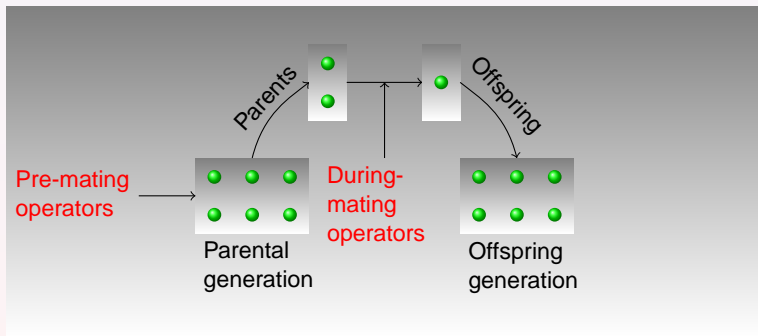 Parents
Offspring
Pre-mating
operators
During-
mating
operators
Parental
generation
Offspring
generation